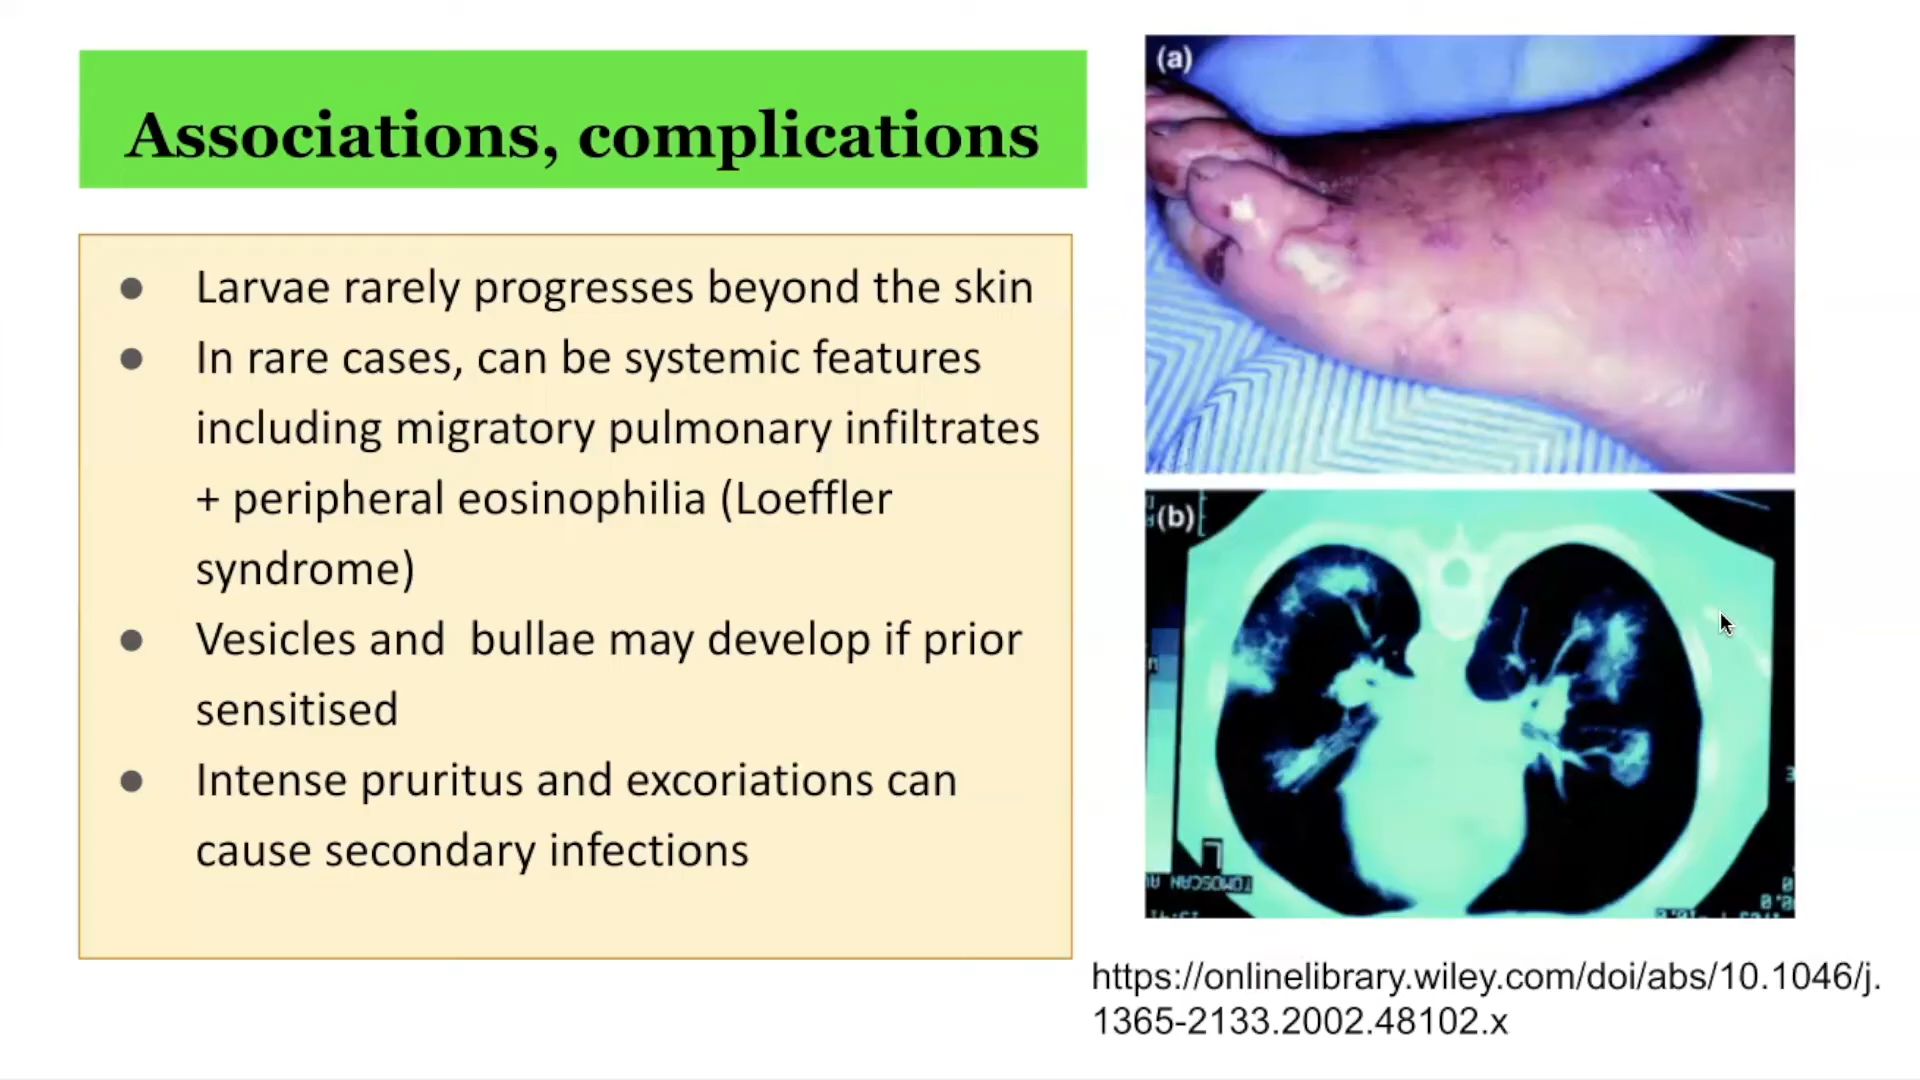 Associations, complications
● Larvae rarely progresses beyond the skin
● In rare cases, can be systemic features
including migratory pulmonary infiltrates
+ peripheral eosinophilia (Loeffler
syndrome)
● Vesicles and  bullae may develop if prior
sensitised
● Intense pruritus and excoriations can
cause secondary infections
(a)
(b)
https://onlinelibrary.wiley.com/doi/abs/10.1046/j.
1365-2133.2002.48102.x